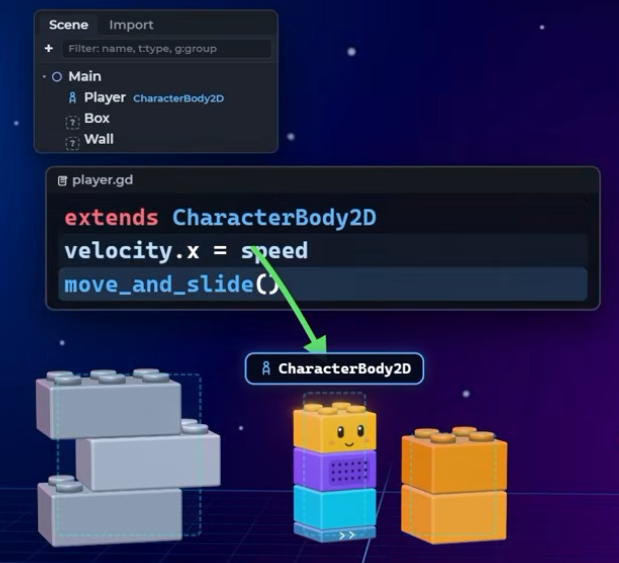 Scene Import
+ Filter: name, t:type, g:group
Main
Player CharacterBody2D
? Box
? Wall
player.gd
extends CharacterBody2D
velocity.x = speed
move_and_slide()
CharacterBody2D
>>